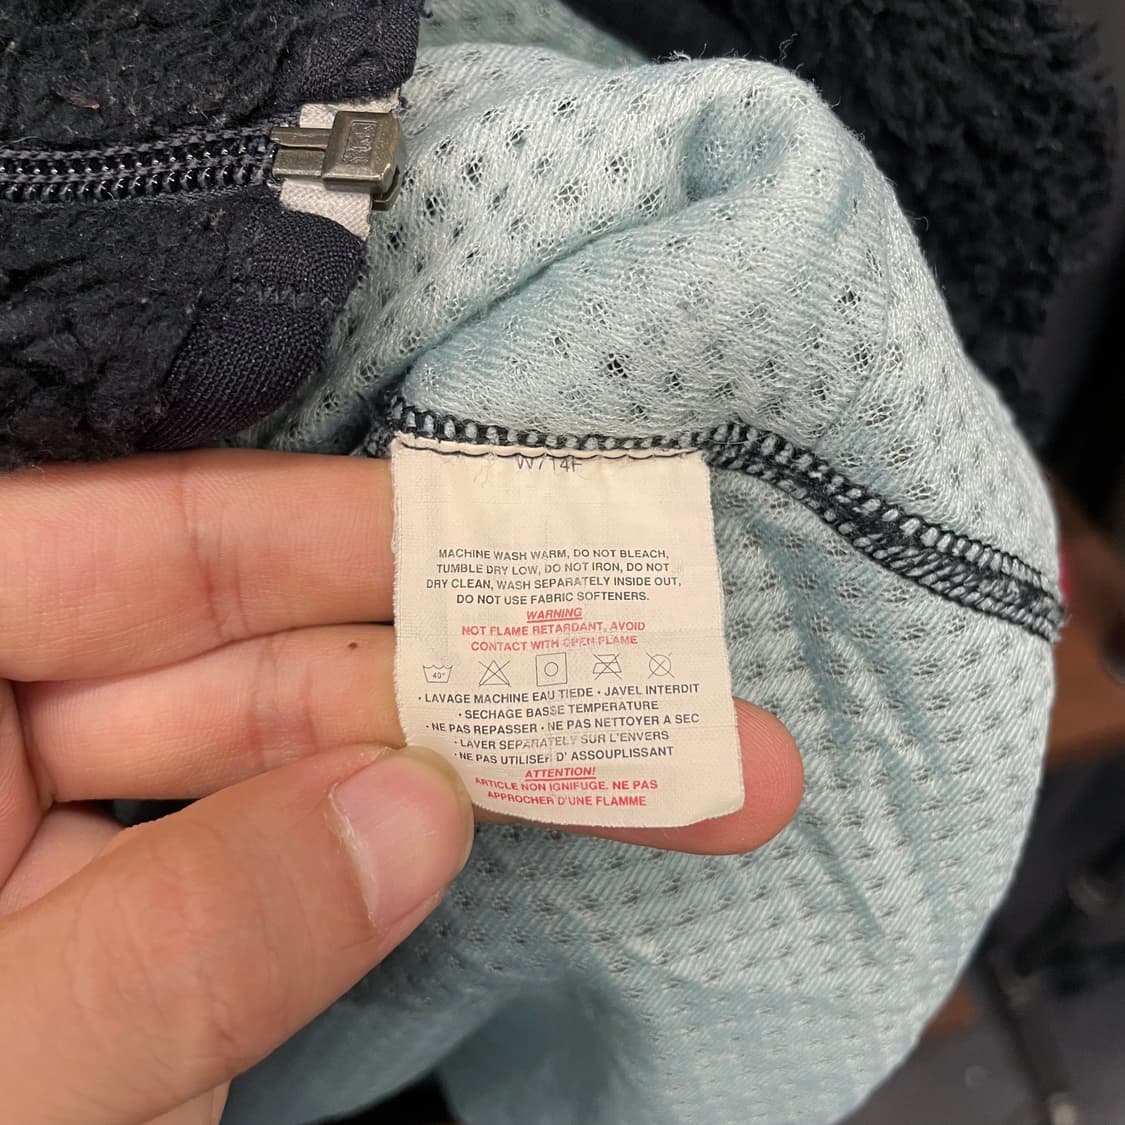 MACHINE WASH WARM, DO NOT BLEACH,
TUMBLE DRY LOW, DO NOT IRON, DO NOT
DRY CLEAN, WASH SEPARATELY INSIDE OUT,
DO NOT USE FABRIC SOFTENERS.
WARNING
NOT FLAME RETARDANT, AVOID
CONTACT WITH OPEN FLAME
40°
• LAVAGE MACHINE EAU TIEDE • JAVEL INTERDIT
• SECHAGE BASSE TEMPERATURE
• NE PAS REPASSER • NE PAS NETTOYER A SEC
• LAVER SEPARATELY SUR L'ENVERS
• NE PAS UTILISER D' ASSOUPLISSANT
ATTENTION!
ARTICLE NON IGNIFUGE. NE PAS
APPROCHER D'UNE FLAMME